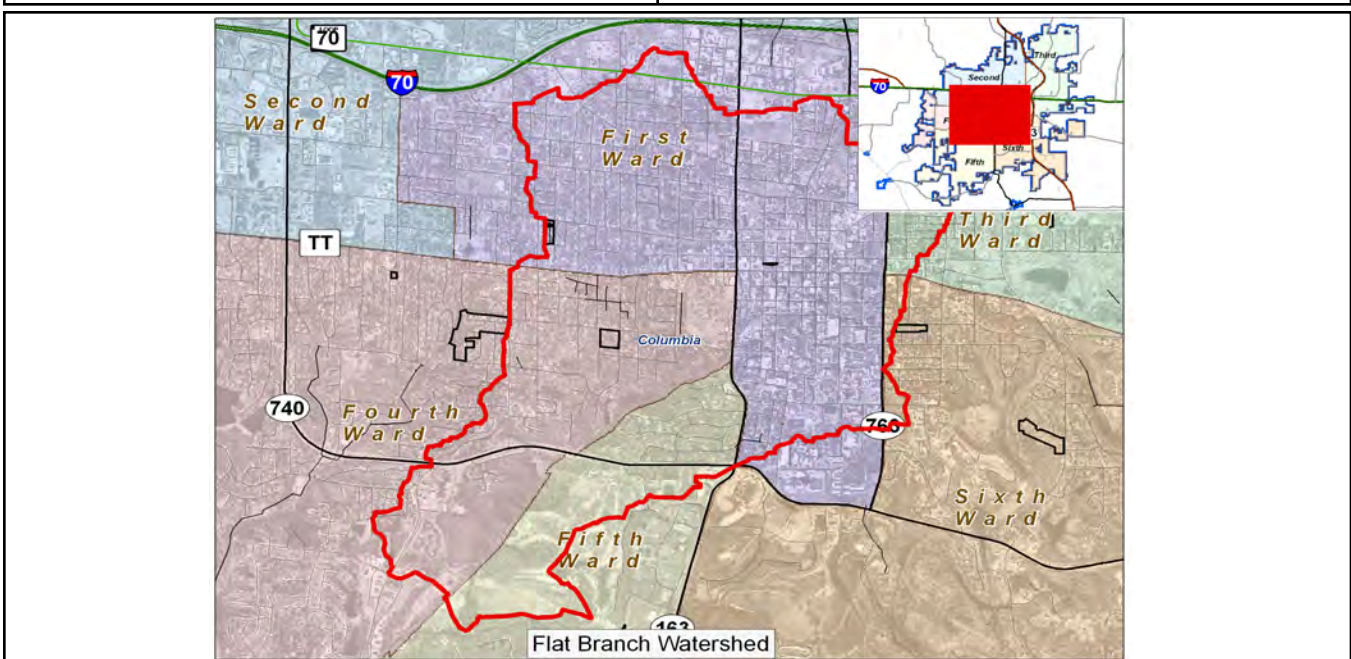 70
70
Second
Ward
First
Ward
Third
Second
70
3
Sixth
Fifth
Third
Ward
TT
Columbia
740
Fourth
Ward
Sixth
Ward
Fifth
Ward
163
Flat Branch Watershed